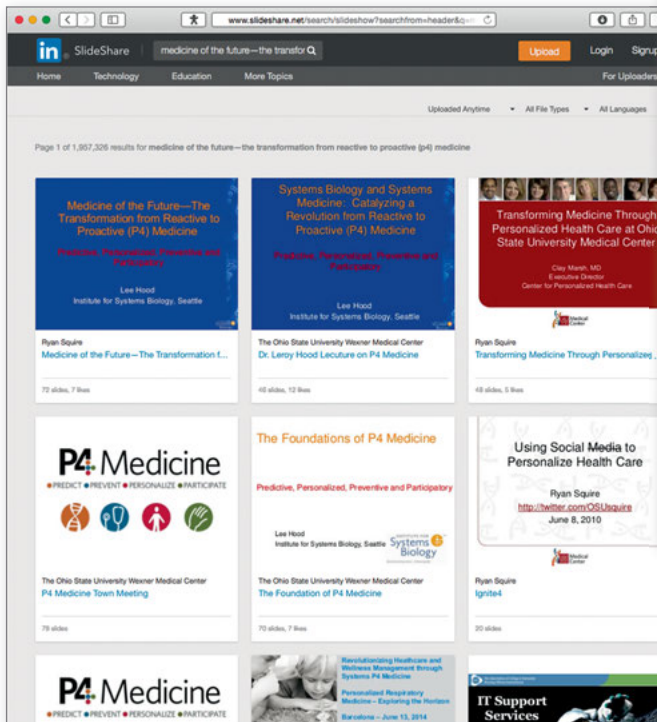 www.slideshare.net/search/slideshow?searchfrom=header&q=
in SlideShare
medicine of the future—the transfor
Upload
Login
Signup
Home
Technology
Education
More Topics
For Uploaders
Uploaded Anytime
All File Types
All Languages
Page 1 of 1,957,326 results for medicine of the future—the transformation from reactive to proactive (p4) medicine
Medicine of the Future—The
Transformation from Reactive to
Proactive (P4) Medicine
Predictive, Personalized, Preventive and
Participatory
Lee Hood
Institute for Systems Biology, Seattle
Ryan Squire
Medicine of the Future—The Transformation f...
72 slides, 7 likes
Systems Biology and Systems
Medicine: Catalyzing a
Revolution from Reactive to
Proactive (P4) Medicine
Predictive, Personalized, Preventive and
Participatory
Lee Hood
Institute for Systems Biology, Seattle
The Ohio State University Wexner Medical Center
Dr. Leroy Hood Lecuture on P4 Medicine
46 slides, 12 likes
Transforming Medicine Through
Personalized Health Care at Ohio
State University Medical Center
Clay Marsh, MD
Executive Director
Center for Personalized Health Care
Medical
Center
Ryan Squire
Transforming Medicine Through Personalize
48 slides, 5 likes
P4 Medicine
PREDICT PREVENT PERSONALIZE PARTICIPATE
The Ohio State University Wexner Medical Center
P4 Medicine Town Meeting
78 slides
The Foundations of P4 Medicine
Predictive, Personalized, Preventive and Participatory
Lee Hood
Institute for Systems Biology, Seattle
Systems
Biology
The Ohio State University Wexner Medical Center
The Foundation of P4 Medicine
70 slides, 7 likes
Using Social Media to
Personalize Health Care
Ryan Squire
http://twitter.com/OSUsquire
June 8, 2010
Medical
Center
Ryan Squire
Ignite4
20 slides
P4 Medicine
PREDICT PREVENT PERSONALIZE PARTICIPATE
Revolutionizing Healthcare and
Wellness Management through
Systems P4 Medicine
Personalized Respiratory
Medicine – Exploring the Horizon
Barcelona – June 13, 2014
IT Support
Services